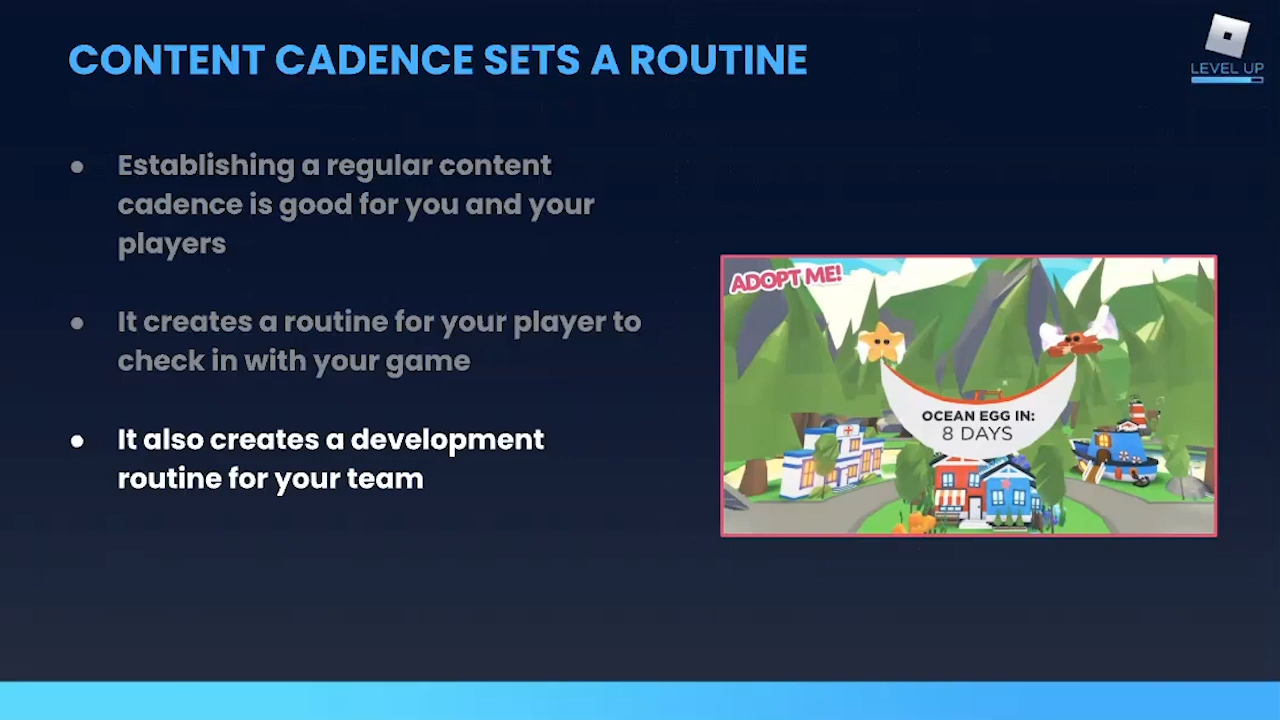 CONTENT CADENCE SETS A ROUTINE
LEVEL UP
● Establishing a regular content
cadence is good for you and your
players
● It creates a routine for your player to
check in with your game
● It also creates a development
routine for your team
ADOPT ME!
OCEAN EGG IN:
8 DAYS